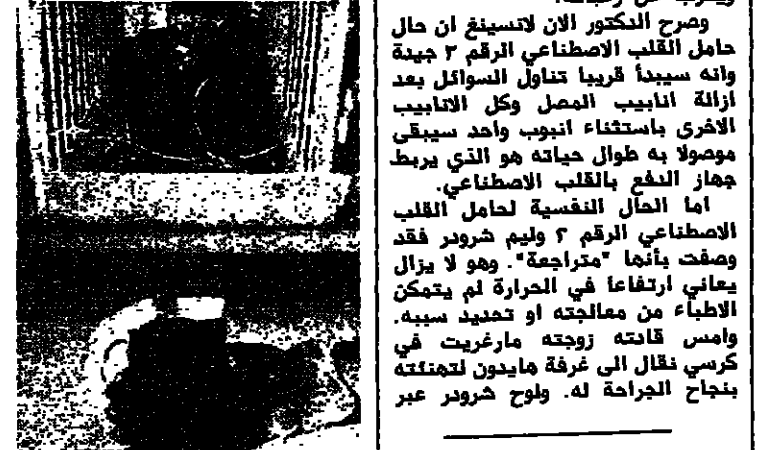 وصرح الدكتور الان لانسينغ ان حال
حامل القلب الاصطناعي الرقم ٣ جيدة
وانه سيبدأ قريبا تناول السوائل بعد
ازالة انابيب المصل وكل الانابيب
الاخرى باستثناء انبوب واحد سيبقى
موصولا به طوال حياته هو الذي يربط
جهاز الدفع بالقلب الاصطناعي.
اما الحال النفسية لحامل القلب
الاصطناعي الرقم ٢ وليم شرودر فقد
وصفت بأنها "متراجعة". وهو لا يزال
يعاني ارتفاعا في الحرارة لم يتمكن
الاطباء من معالجته او تحديد سببه.
وامس قادته زوجته مارغريت في
كرسي نقال الى غرفة هايدون لتهنئته
بنجاح الجراحة له. ولوح شرودر عبر